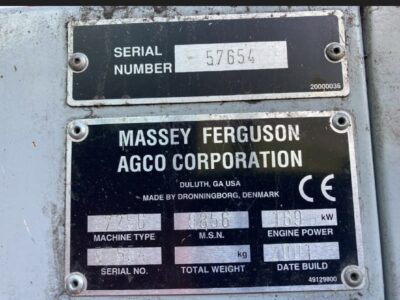 SERIAL
NUMBER 57654
20000036
MASSEY FERGUSON
AGCO CORPORATION
DULUTH, GA USA
MADE BY DRONNINGBORG, DENMARK
CE
kW
MACHINE TYPE M.S.N. ENGINE POWER
kg
SERIAL NO. TOTAL WEIGHT DATE BUILD
49129800